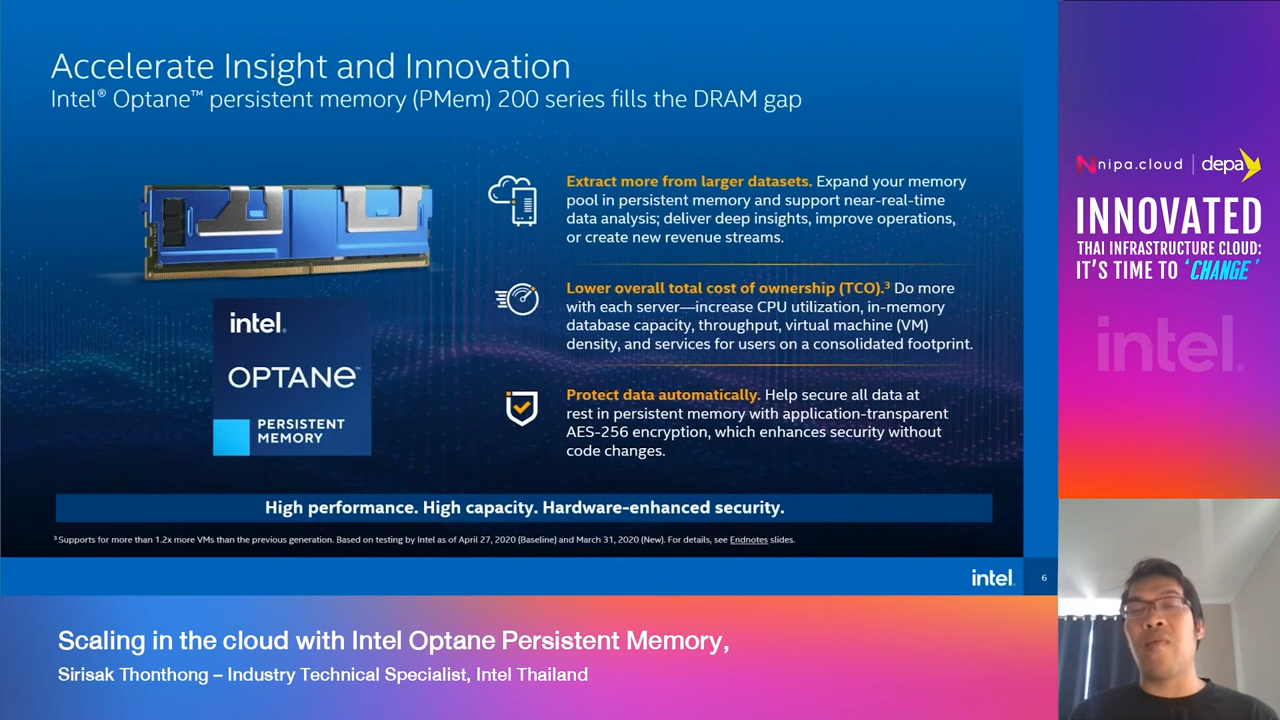 Accelerate Insight and Innovation
Intel® Optane™ persistent memory (PMem) 200 series fills the DRAM gap
Extract more from larger datasets. Expand your memory
pool in persistent memory and support near-real-time
data analysis; deliver deep insights, improve operations,
or create new revenue streams.
Lower overall total cost of ownership (TCO).³ Do more
with each server—increase CPU utilization, in-memory
database capacity, throughput, virtual machine (VM)
density, and services for users on a consolidated footprint.
Protect data automatically. Help secure all data at
rest in persistent memory with application-transparent
AES-256 encryption, which enhances security without
code changes.
intel.
OPTANE™
PERSISTENT
MEMORY
High performance. High capacity. Hardware-enhanced security.
³ Supports for more than 1.2x more VMs than the previous generation. Based on testing by Intel as of April 27, 2020 (Baseline) and March 31, 2020 (New). For details, see Endnotes slides.
intel. 6
nipa.cloud | depa
INNOVATED
THAI INFRASTRUCTURE CLOUD:
IT'S TIME TO 'CHANGE'
intel.
Scaling in the cloud with Intel Optane Persistent Memory,
Sirisak Thonthong – Industry Technical Specialist, Intel Thailand